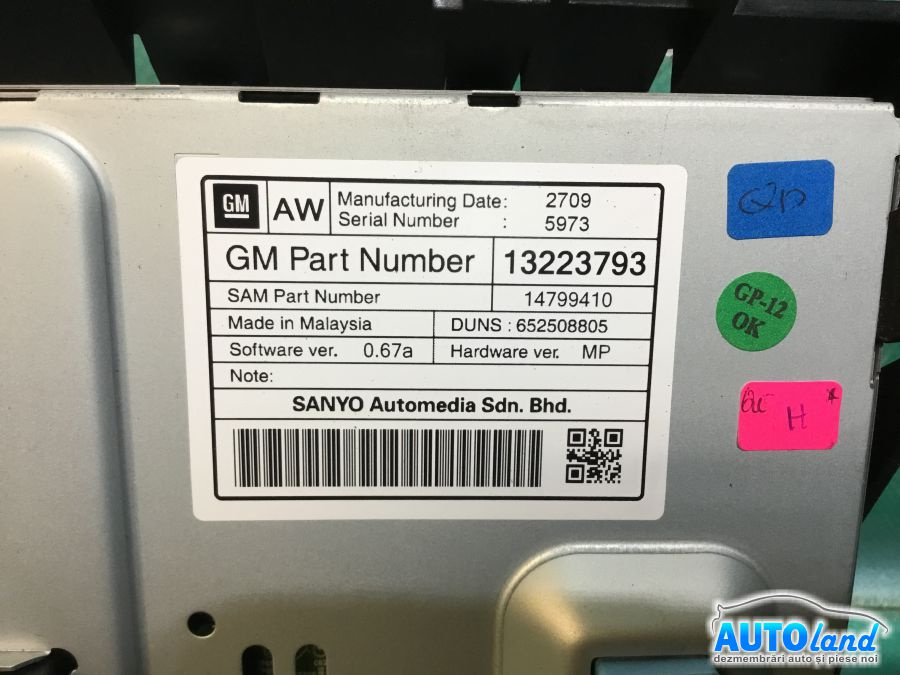 GM
AW
Manufacturing Date: 2709
Serial Number : 5973
GM Part Number 13223793
SAM Part Number 14799410
Made in Malaysia DUNS : 652508805
Software ver. 0.67a Hardware ver. MP
Note:
SANYO Automedia Sdn. Bhd.
GP-12
OK
H
AUTOland
dezmembrări auto și piese noi